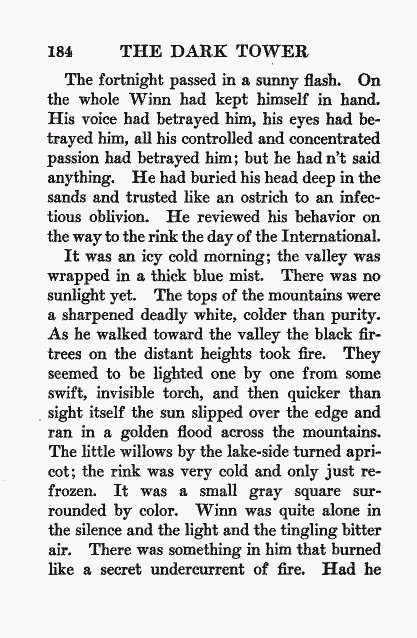 184 THE DARK TOWER
The fortnight passed in a sunny flash. On
the whole Winn had kept himself in hand.
His voice had betrayed him, his eyes had be-
trayed him, all his controlled and concentrated
passion had betrayed him; but he had n't said
anything. He had buried his head deep in the
sands and trusted like an ostrich to an infec-
tious oblivion. He reviewed his behavior on
the way to the rink the day of the International.
It was an icy cold morning; the valley was
wrapped in a thick blue mist. There was no
sunlight yet. The tops of the mountains were
a sharpened deadly white, colder than purity.
As he walked toward the valley the black fir-
trees on the distant heights took fire. They
seemed to be lighted one by one from some
swift, invisible torch, and then quicker than
sight itself the sun slipped over the edge and
ran in a golden flood across the mountains.
The little willows by the lake-side turned apri-
cot; the rink was very cold and only just re-
frozen. It was a small gray square sur-
rounded by color. Winn was quite alone in
the silence and the light and the tingling bitter
air. There was something in him that burned
like a secret undercurrent of fire. Had he